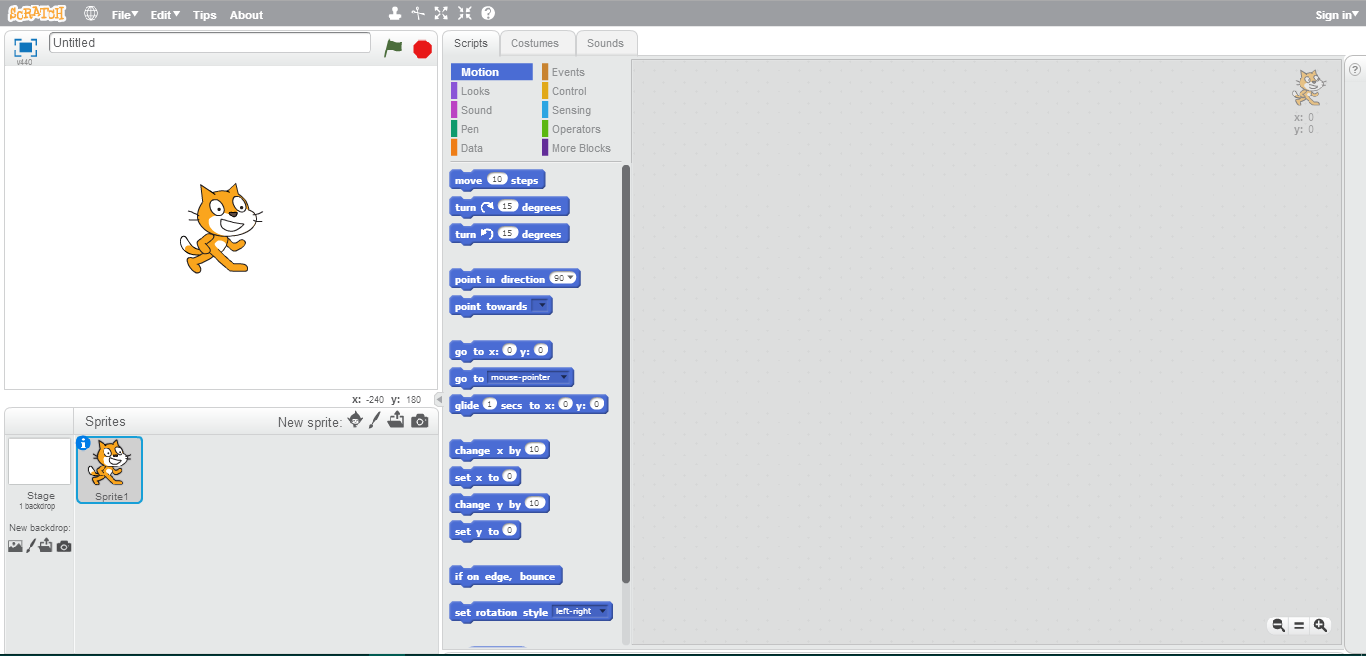 SCRATCH File Edit Tips About Sign in
Untitled
v440
Scripts Costumes Sounds
Motion Events
Looks Control
Sound Sensing
Pen Operators
Data More Blocks
x: 0
y: 0
move 10 steps
turn 15 degrees
turn 15 degrees
point in direction 90
point towards
go to x: 0 y: 0
go to mouse-pointer
glide 1 secs to x: 0 y: 0
change x by 10
set x to 0
change y by 10
set y to 0
if on edge, bounce
set rotation style left-right
x: -240 y: 180
Sprites New sprite:
Sprite1
Stage
1 backdrop
New backdrop: